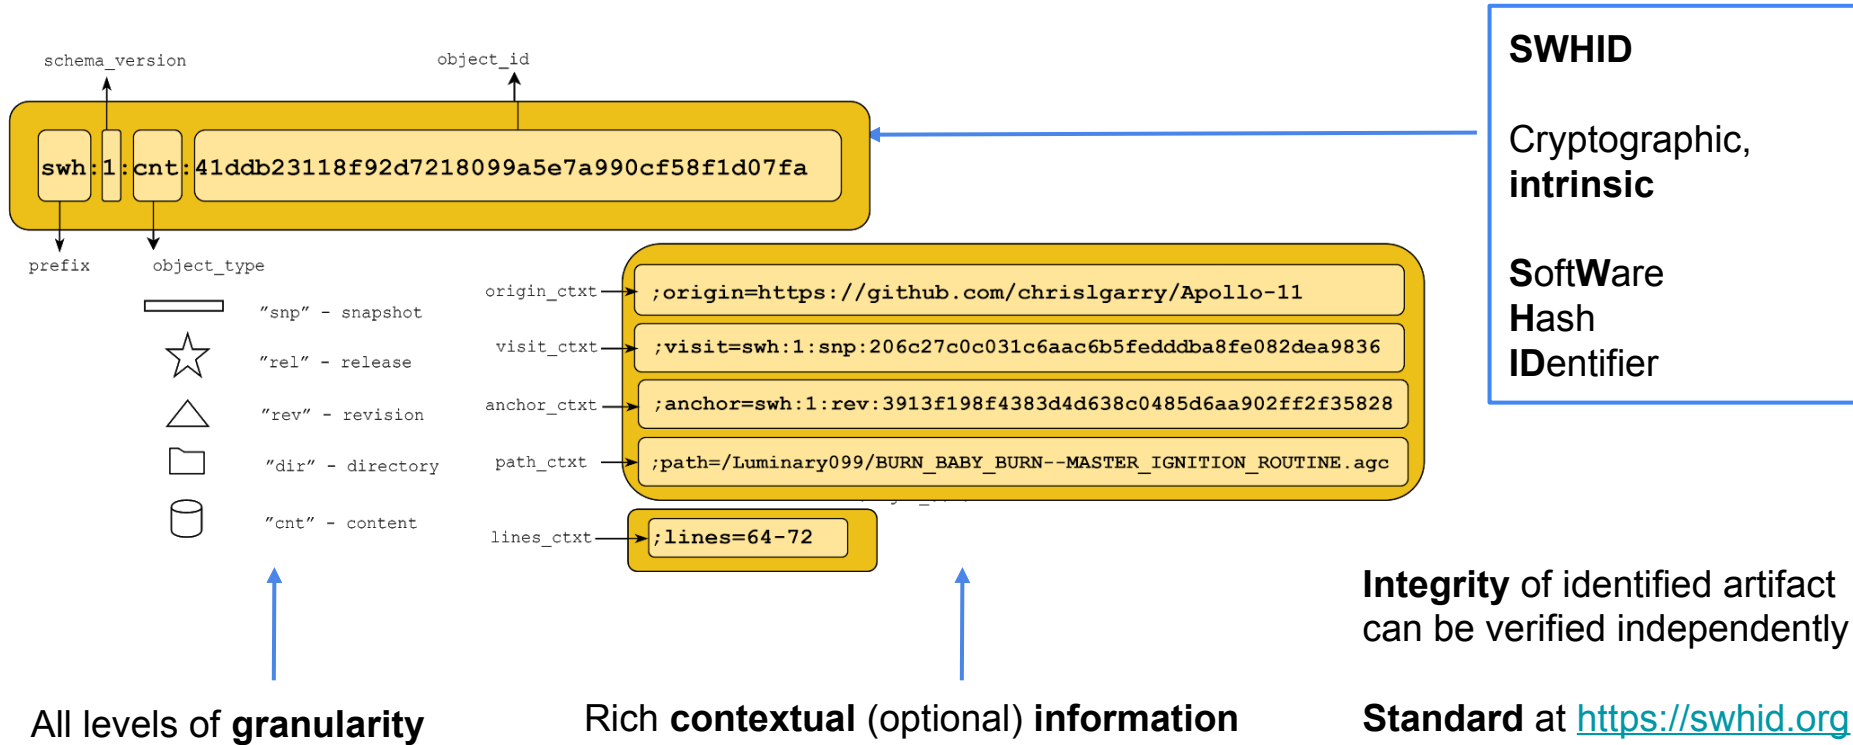 schema_version
object_id
swh:1:cnt:41ddb23118f92d7218099a5e7a990cf58f1d07fa
prefix
object_type
"snp" - snapshot
"rel" - release
"rev" - revision
"dir" - directory
"cnt" - content
origin_ctxt
;origin=https://github.com/chrislgarry/Apollo-11
visit_ctxt
;visit=swh:1:snp:206c27c0c031c6aac6b5fedddba8fe082dea9836
anchor_ctxt
;anchor=swh:1:rev:3913f198f4383d4d638c0485d6aa902ff2f35828
path_ctxt
;path=/Luminary099/BURN_BABY_BURN--MASTER_IGNITION_ROUTINE.agc
lines_ctxt
;lines=64-72
SWHID
Cryptographic,
intrinsic
SoftWare
Hash
IDentifier
All levels of granularity
Rich contextual (optional) information
Integrity of identified artifact
can be verified independently
Standard at https://swhid.org